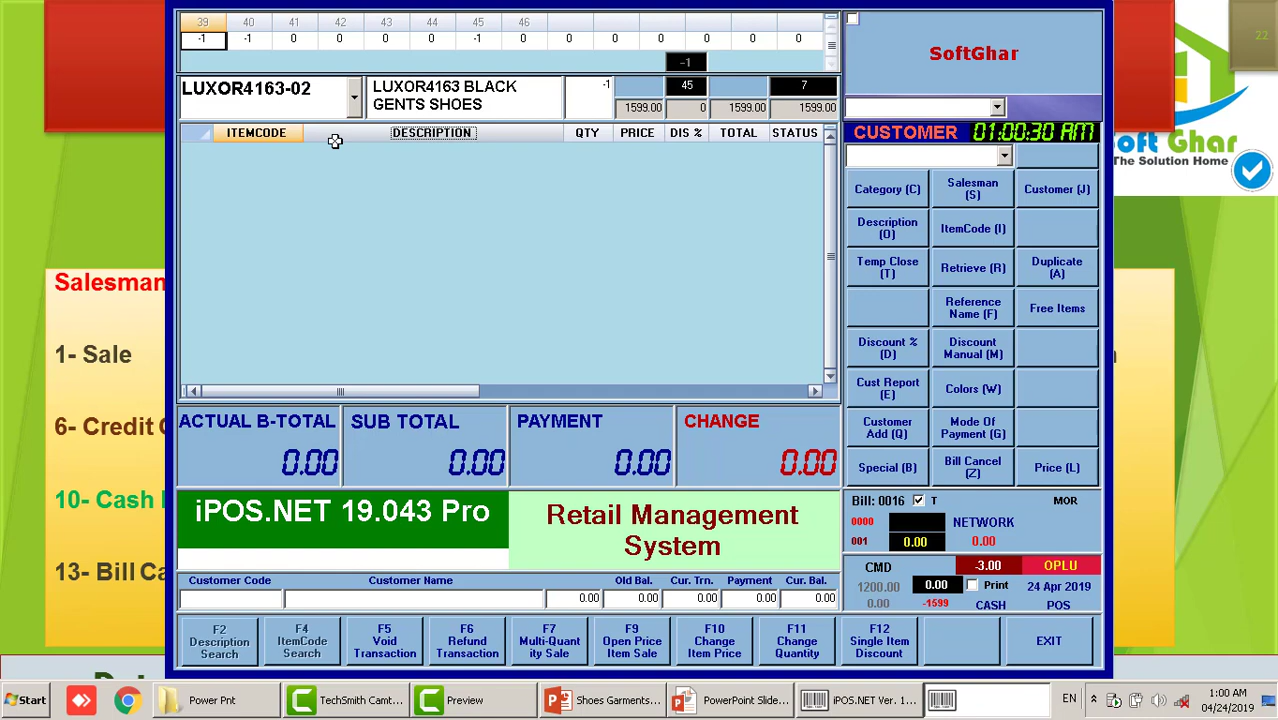 39 40 41 42 43 44 45 46
-1 -1 0 0 0 0 -1 0 0 0 0 0 0 0
-1
LUXOR4163-02
LUXOR4163 BLACK
GENTS SHOES
-1
45
7
1599.00 0 1599.00 1599.00
ITEMCODE DESCRIPTION QTY PRICE DIS % TOTAL STATUS
ACTUAL B-TOTAL SUB TOTAL PAYMENT CHANGE
0.00 0.00 0.00 0.00
iPOS.NET 19.043 Pro
Retail Management
System
Customer Code Customer Name Old Bal. Cur. Trn. Payment Cur. Bal.
0.00 0.00 0.00 0.00
F2
Description
Search
F4
ItemCode
Search
F5
Void
Transaction
F6
Refund
Transaction
F7
Multi-Quant
ity Sale
F9
Open Price
Item Sale
F10
Change
Item Price
F11
Change
Quantity
F12
Single Item
Discount
EXIT
SoftGhar
CUSTOMER 01:00:30 AM
Category (C)
Salesman
(S)
Customer (J)
Description
(O)
ItemCode (I)
Temp Close
(T)
Retrieve (R)
Duplicate
(A)
Reference
Name (F)
Free Items
Discount %
(D)
Discount
Manual (M)
Cust Report
(E)
Colors (W)
Customer
Add (Q)
Mode Of
Payment (G)
Special (B)
Bill Cancel
(Z)
Price (L)
Bill: 0016 T MOR
0000 NETWORK
001 0.00 0.00
CMD -3.00 OPLU
1200.00 0.00 Print 24 Apr 2019
0.00 -1599 CASH POS
22
Soft Ghar
The Solution Home
Salesman
1- Sale
6- Credit
10- Cash
13- Bill Ca
Start
Power Pnt
TechSmith Camt...
Preview
Shoes Garments...
PowerPoint Slide...
iPOS.NET Ver. 1...
EN
1:00 AM
04/24/2019